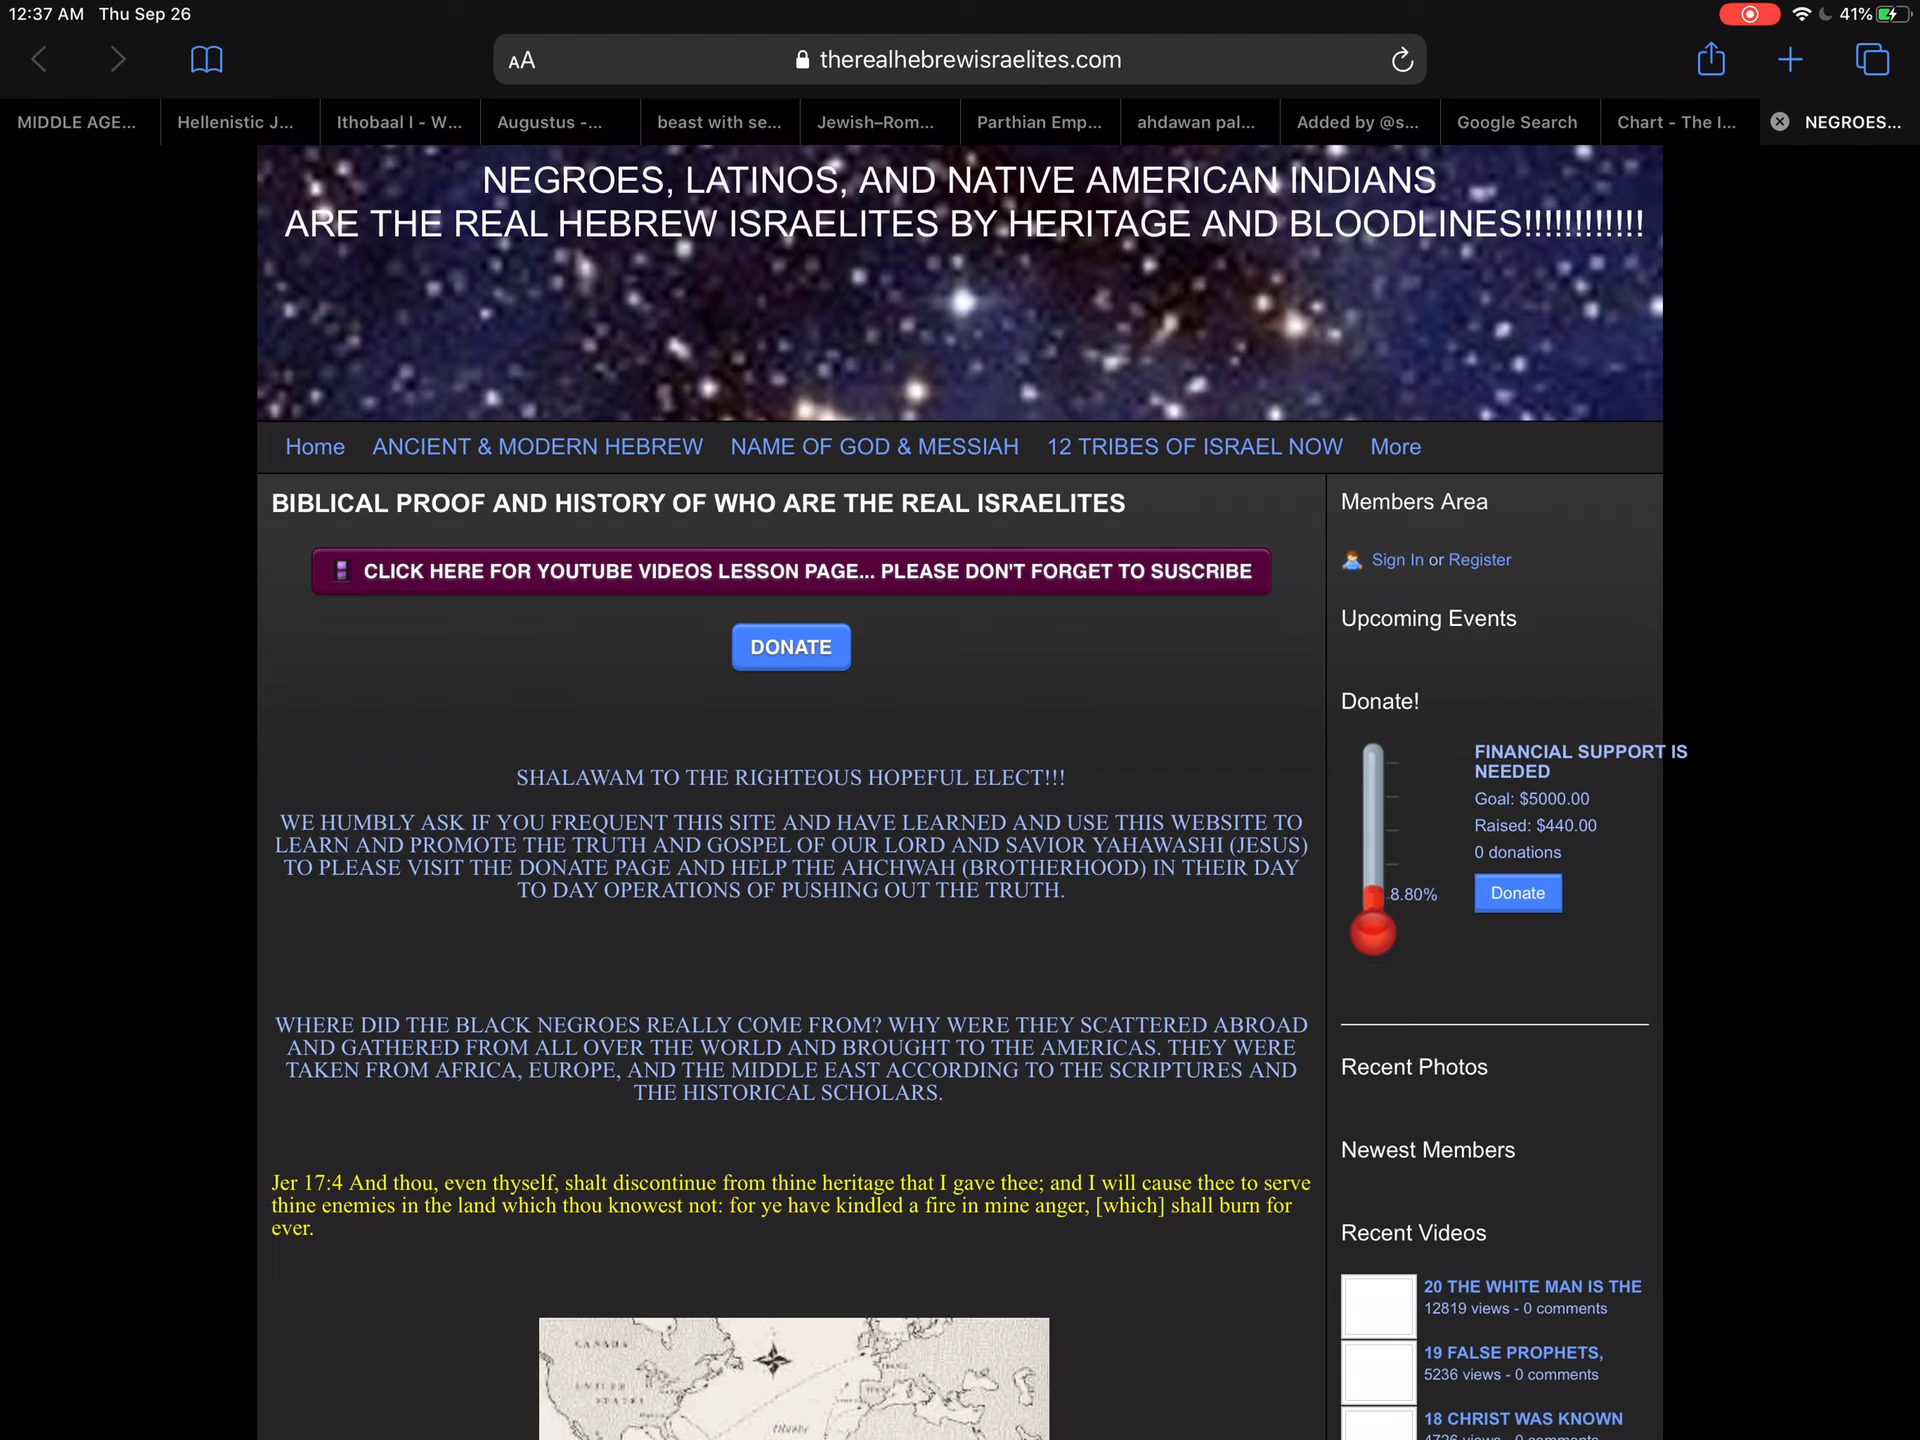 12:37 AM Thu Sep 26
41%
AA
therealhebrewisraelites.com
MIDDLE AGE...
Hellenistic J...
Ithobaal I - W...
Augustus -...
beast with se...
Jewish–Rom...
Parthian Emp...
ahdawan pal...
Added by @s...
Google Search
Chart - The I...
NEGROES...
NEGROES, LATINOS, AND NATIVE AMERICAN INDIANS
ARE THE REAL HEBREW ISRAELITES BY HERITAGE AND BLOODLINES!!!!!!!!!!!!
Home
ANCIENT & MODERN HEBREW
NAME OF GOD & MESSIAH
12 TRIBES OF ISRAEL NOW
More
BIBLICAL PROOF AND HISTORY OF WHO ARE THE REAL ISRAELITES
CLICK HERE FOR YOUTUBE VIDEOS LESSON PAGE... PLEASE DON'T FORGET TO SUSCRIBE
DONATE
SHALAWAM TO THE RIGHTEOUS HOPEFUL ELECT!!!
WE HUMBLY ASK IF YOU FREQUENT THIS SITE AND HAVE LEARNED AND USE THIS WEBSITE TO
LEARN AND PROMOTE THE TRUTH AND GOSPEL OF OUR LORD AND SAVIOR YAHAWASHI (JESUS)
TO PLEASE VISIT THE DONATE PAGE AND HELP THE AHCHWAH (BROTHERHOOD) IN THEIR DAY
TO DAY OPERATIONS OF PUSHING OUT THE TRUTH.
WHERE DID THE BLACK NEGROES REALLY COME FROM? WHY WERE THEY SCATTERED ABROAD
AND GATHERED FROM ALL OVER THE WORLD AND BROUGHT TO THE AMERICAS. THEY WERE
TAKEN FROM AFRICA, EUROPE, AND THE MIDDLE EAST ACCORDING TO THE SCRIPTURES AND
THE HISTORICAL SCHOLARS.
Jer 17:4 And thou, even thyself, shalt discontinue from thine heritage that I gave thee; and I will cause thee to serve
thine enemies in the land which thou knowest not: for ye have kindled a fire in mine anger, [which] shall burn for
ever.
CANADA
UNITED
STATES
Members Area
Sign In or Register
Upcoming Events
Donate!
FINANCIAL SUPPORT IS
NEEDED
Goal: $5000.00
Raised: $440.00
0 donations
8.80%
Donate
Recent Photos
Newest Members
Recent Videos
20 THE WHITE MAN IS THE
12819 views - 0 comments
19 FALSE PROPHETS,
5236 views - 0 comments
18 CHRIST WAS KNOWN
4726 views - 0 comments